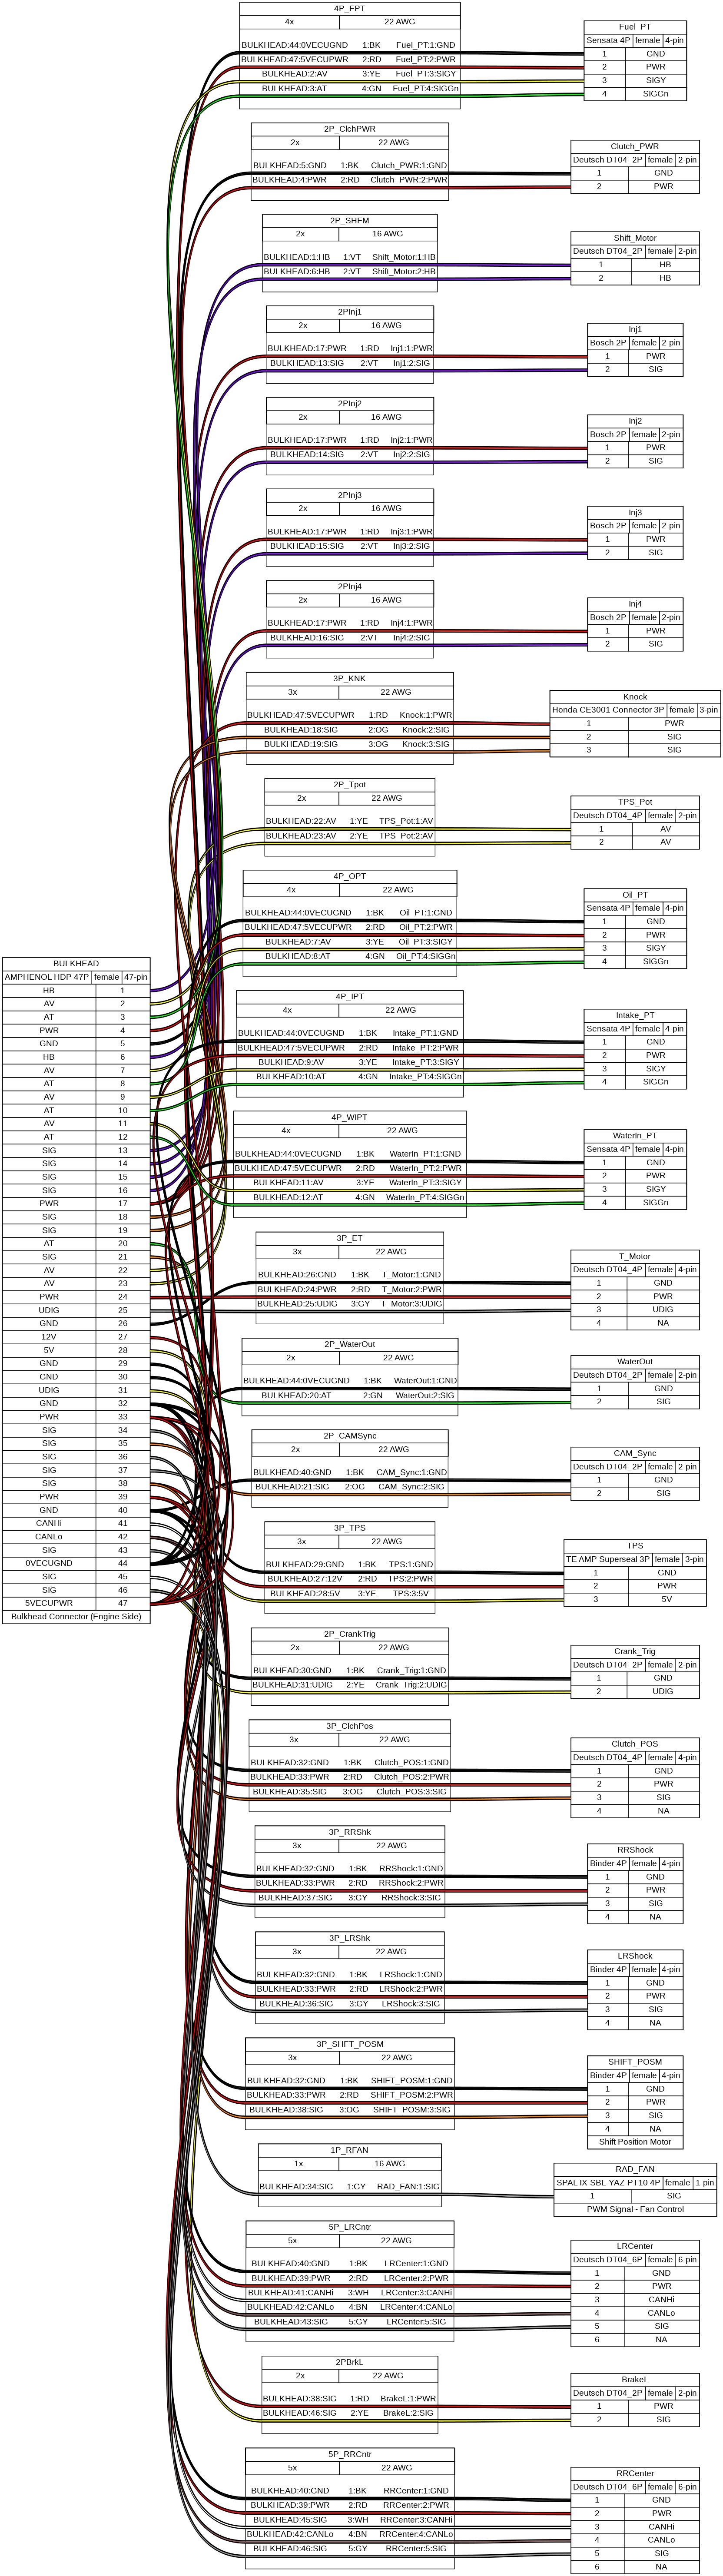 BULKHEAD
AMPHENOL HDP 47P female 47-pin
HB 1
AV 2
AT 3
PWR 4
GND 5
HB 6
AV 7
AT 8
AV 9
AT 10
AV 11
AT 12
SIG 13
SIG 14
SIG 15
SIG 16
PWR 17
SIG 18
SIG 19
AT 20
SIG 21
AV 22
AV 23
PWR 24
UDIG 25
GND 26
12V 27
5V 28
GND 29
GND 30
UDIG 31
GND 32
PWR 33
SIG 34
SIG 35
SIG 36
SIG 37
SIG 38
PWR 39
GND 40
CANHi 41
CANLo 42
SIG 43
0VECUGND 44
SIG 45
SIG 46
5VECUPWR 47
Bulkhead Connector (Engine Side)
4P_FPT
4x 22 AWG
BULKHEAD:44:0VECUGND 1:BK Fuel_PT:1:GND
BULKHEAD:47:5VECUPWR 2:RD Fuel_PT:2:PWR
BULKHEAD:2:AV 3:YE Fuel_PT:3:SIGY
BULKHEAD:3:AT 4:GN Fuel_PT:4:SIGGn
Fuel_PT
Sensata 4P female 4-pin
1 GND
2 PWR
3 SIGY
4 SIGGn
2P_ClchPWR
2x 22 AWG
BULKHEAD:5:GND 1:BK Clutch_PWR:1:GND
BULKHEAD:4:PWR 2:RD Clutch_PWR:2:PWR
Clutch_PWR
Deutsch DT04_2P female 2-pin
1 GND
2 PWR
2P_SHFM
2x 16 AWG
BULKHEAD:1:HB 1:VT Shift_Motor:1:HB
BULKHEAD:6:HB 2:VT Shift_Motor:2:HB
Shift_Motor
Deutsch DT04_2P female 2-pin
1 HB
2 HB
2PInj1
2x 16 AWG
BULKHEAD:17:PWR 1:RD Inj1:1:PWR
BULKHEAD:13:SIG 2:VT Inj1:2:SIG
Inj1
Bosch 2P female 2-pin
1 PWR
2 SIG
2PInj2
2x 16 AWG
BULKHEAD:17:PWR 1:RD Inj2:1:PWR
BULKHEAD:14:SIG 2:VT Inj2:2:SIG
Inj2
Bosch 2P female 2-pin
1 PWR
2 SIG
2PInj3
2x 16 AWG
BULKHEAD:17:PWR 1:RD Inj3:1:PWR
BULKHEAD:15:SIG 2:VT Inj3:2:SIG
Inj3
Bosch 2P female 2-pin
1 PWR
2 SIG
2PInj4
2x 16 AWG
BULKHEAD:17:PWR 1:RD Inj4:1:PWR
BULKHEAD:16:SIG 2:VT Inj4:2:SIG
Inj4
Bosch 2P female 2-pin
1 PWR
2 SIG
3P_KNK
3x 22 AWG
BULKHEAD:47:5VECUPWR 1:RD Knock:1:PWR
BULKHEAD:18:SIG 2:OG Knock:2:SIG
BULKHEAD:19:SIG 3:OG Knock:3:SIG
Knock
Honda CE3001 Connector 3P female 3-pin
1 PWR
2 SIG
3 SIG
2P_Tpot
2x 22 AWG
BULKHEAD:22:AV 1:YE TPS_Pot:1:AV
BULKHEAD:23:AV 2:YE TPS_Pot:2:AV
TPS_Pot
Deutsch DT04_4P female 2-pin
1 AV
2 AV
4P_OPT
4x 22 AWG
BULKHEAD:44:0VECUGND 1:BK Oil_PT:1:GND
BULKHEAD:47:5VECUPWR 2:RD Oil_PT:2:PWR
BULKHEAD:7:AV 3:YE Oil_PT:3:SIGY
BULKHEAD:8:AT 4:GN Oil_PT:4:SIGGn
Oil_PT
Sensata 4P female 4-pin
1 GND
2 PWR
3 SIGY
4 SIGGn
4P_IPT
4x 22 AWG
BULKHEAD:44:0VECUGND 1:BK Intake_PT:1:GND
BULKHEAD:47:5VECUPWR 2:RD Intake_PT:2:PWR
BULKHEAD:9:AV 3:YE Intake_PT:3:SIGY
BULKHEAD:10:AT 4:GN Intake_PT:4:SIGGn
Intake_PT
Sensata 4P female 4-pin
1 GND
2 PWR
3 SIGY
4 SIGGn
4P_WIPT
4x 22 AWG
BULKHEAD:44:0VECUGND 1:BK WaterIn_PT:1:GND
BULKHEAD:47:5VECUPWR 2:RD WaterIn_PT:2:PWR
BULKHEAD:11:AV 3:YE WaterIn_PT:3:SIGY
BULKHEAD:12:AT 4:GN WaterIn_PT:4:SIGGn
WaterIn_PT
Sensata 4P female 4-pin
1 GND
2 PWR
3 SIGY
4 SIGGn
3P_ET
3x 22 AWG
BULKHEAD:26:GND 1:BK T_Motor:1:GND
BULKHEAD:24:PWR 2:RD T_Motor:2:PWR
BULKHEAD:25:UDIG 3:GY T_Motor:3:UDIG
T_Motor
Deutsch DT04_4P female 4-pin
1 GND
2 PWR
3 UDIG
4 NA
2P_WaterOut
2x 22 AWG
BULKHEAD:44:0VECUGND 1:BK WaterOut:1:GND
BULKHEAD:20:AT 2:GN WaterOut:2:SIG
WaterOut
Deutsch DT04_2P female 2-pin
1 GND
2 SIG
2P_CAMSync
2x 22 AWG
BULKHEAD:40:GND 1:BK CAM_Sync:1:GND
BULKHEAD:21:SIG 2:OG CAM_Sync:2:SIG
CAM_Sync
Deutsch DT04_2P female 2-pin
1 GND
2 SIG
3P_TPS
3x 22 AWG
BULKHEAD:29:GND 1:BK TPS:1:GND
BULKHEAD:27:12V 2:RD TPS:2:PWR
BULKHEAD:28:5V 3:YE TPS:3:5V
TPS
TE AMP Superseal 3P female 3-pin
1 GND
2 PWR
3 5V
2P_CrankTrig
2x 22 AWG
BULKHEAD:30:GND 1:BK Crank_Trig:1:GND
BULKHEAD:31:UDIG 2:YE Crank_Trig:2:UDIG
Crank_Trig
Deutsch DT04_2P female 2-pin
1 GND
2 UDIG
3P_ClchPos
3x 22 AWG
BULKHEAD:32:GND 1:BK Clutch_POS:1:GND
BULKHEAD:33:PWR 2:RD Clutch_POS:2:PWR
BULKHEAD:35:SIG 3:OG Clutch_POS:3:SIG
Clutch_POS
Deutsch DT04_4P female 4-pin
1 GND
2 PWR
3 SIG
4 NA
3P_RRShk
3x 22 AWG
BULKHEAD:32:GND 1:BK RRShock:1:GND
BULKHEAD:33:PWR 2:RD RRShock:2:PWR
BULKHEAD:37:SIG 3:GY RRShock:3:SIG
RRShock
Binder 4P female 4-pin
1 GND
2 PWR
3 SIG
4 NA
3P_LRShk
3x 22 AWG
BULKHEAD:32:GND 1:BK LRShock:1:GND
BULKHEAD:33:PWR 2:RD LRShock:2:PWR
BULKHEAD:36:SIG 3:GY LRShock:3:SIG
LRShock
Binder 4P female 4-pin
1 GND
2 PWR
3 SIG
4 NA
3P_SHFT_POSM
3x 22 AWG
BULKHEAD:32:GND 1:BK SHIFT_POSM:1:GND
BULKHEAD:33:PWR 2:RD SHIFT_POSM:2:PWR
BULKHEAD:38:SIG 3:OG SHIFT_POSM:3:SIG
SHIFT_POSM
Binder 4P female 4-pin
1 GND
2 PWR
3 SIG
4 NA
Shift Position Motor
1P_RFAN
1x 16 AWG
BULKHEAD:34:SIG 1:GY RAD_FAN:1:SIG
RAD_FAN
SPAL IX-SBL-YAZ-PT10 4P female 1-pin
1 SIG
PWM Signal - Fan Control
5P_LRCntr
5x 22 AWG
BULKHEAD:40:GND 1:BK LRCenter:1:GND
BULKHEAD:39:PWR 2:RD LRCenter:2:PWR
BULKHEAD:41:CANHi 3:WH LRCenter:3:CANHi
BULKHEAD:42:CANLo 4:BN LRCenter:4:CANLo
BULKHEAD:43:SIG 5:GY LRCenter:5:SIG
LRCenter
Deutsch DT04_6P female 6-pin
1 GND
2 PWR
3 CANHi
4 CANLo
5 SIG
6 NA
2PBrkL
2x 22 AWG
BULKHEAD:38:SIG 1:RD BrakeL:1:PWR
BULKHEAD:46:SIG 2:YE BrakeL:2:SIG
BrakeL
Deutsch DT04_2P female 2-pin
1 PWR
2 SIG
5P_RRCntr
5x 22 AWG
BULKHEAD:40:GND 1:BK RRCenter:1:GND
BULKHEAD:39:PWR 2:RD RRCenter:2:PWR
BULKHEAD:45:SIG 3:WH RRCenter:3:CANHi
BULKHEAD:42:CANLo 4:BN RRCenter:4:CANLo
BULKHEAD:46:SIG 5:GY RRCenter:5:SIG
RRCenter
Deutsch DT04_6P female 6-pin
1 GND
2 PWR
3 CANHi
4 CANLo
5 SIG
6 NA